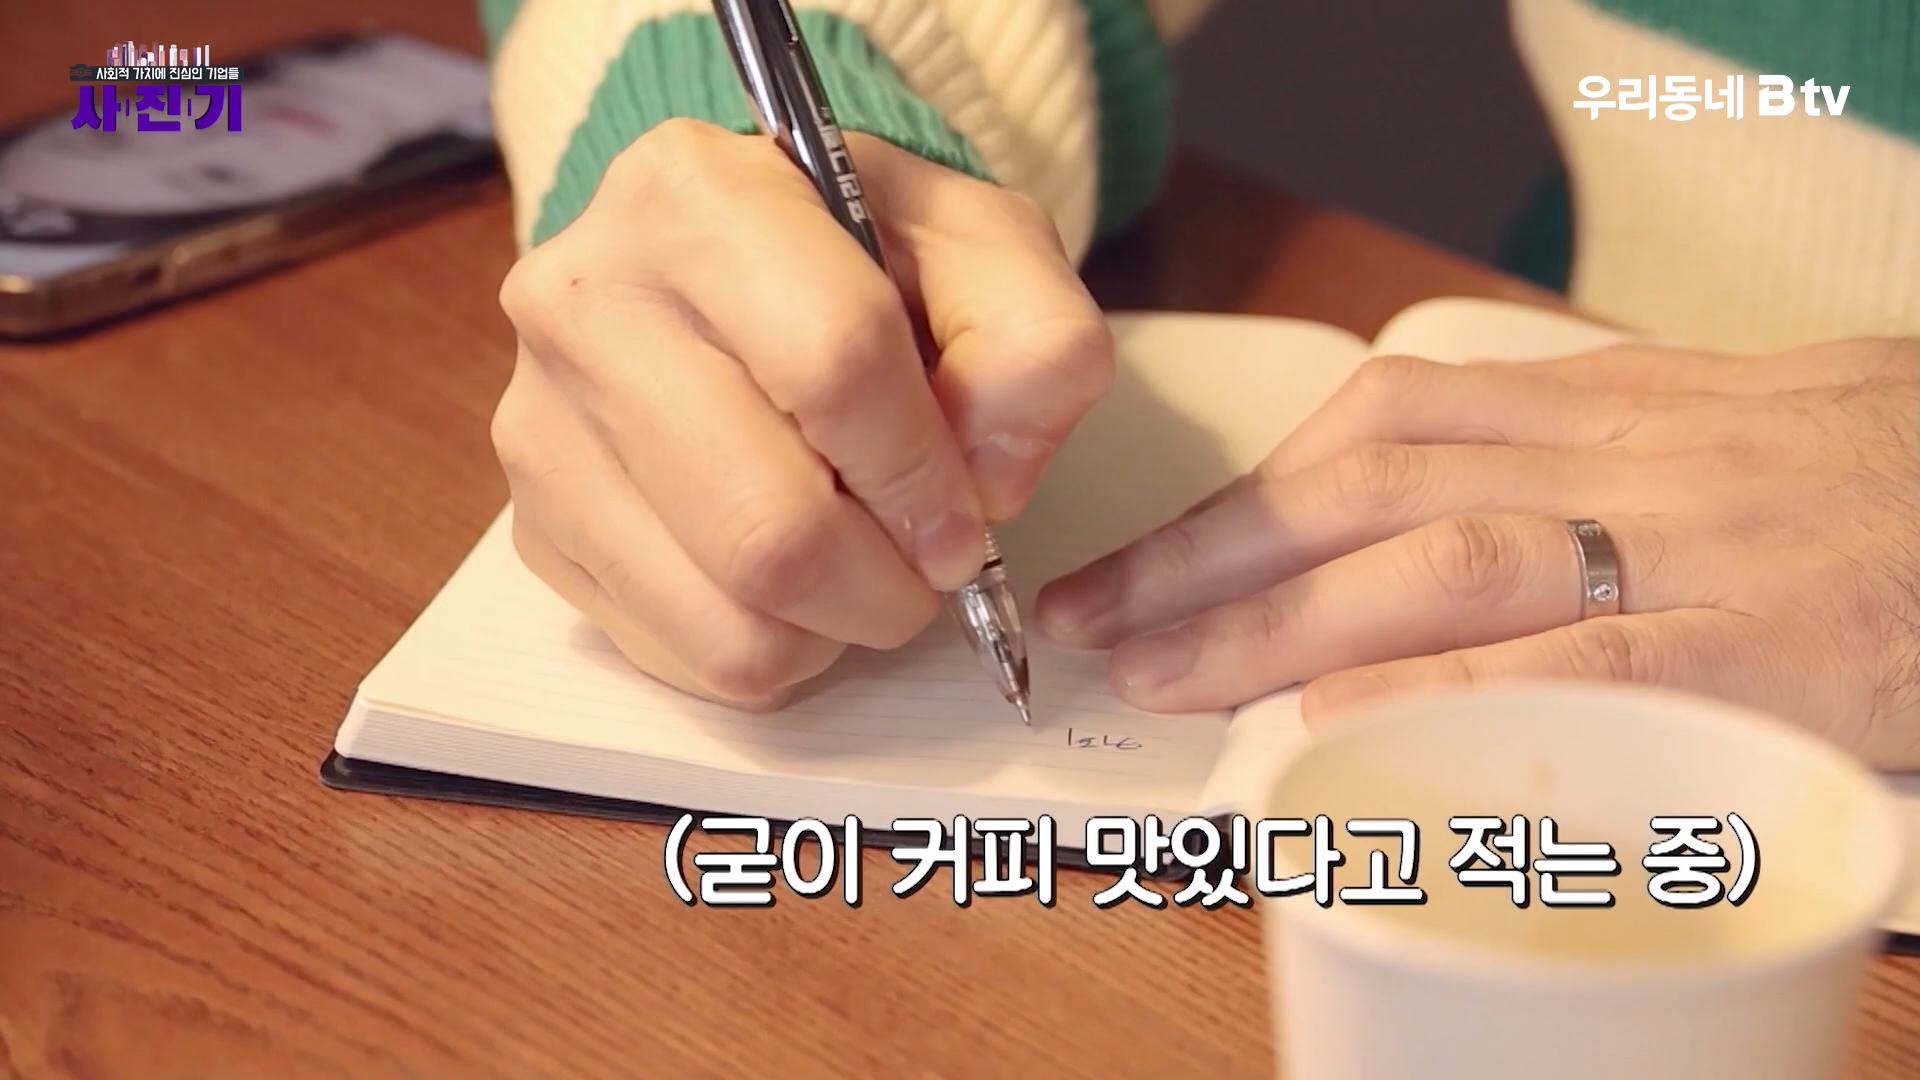 사회적 가치에 진심인 기업들
사진기
우리동네 B tv
(굳이 커피 맛있다고 적는 중)